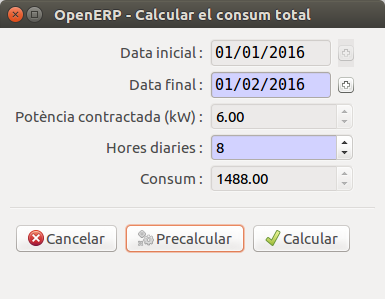 OpenERP - Calcular el consum total
Data inicial : 01/01/2016
Data final : 01/02/2016
Potència contractada (kW) : 6.00
Hores diaries : 8
Consum : 1488.00
Cancelar Precalcular Calcular